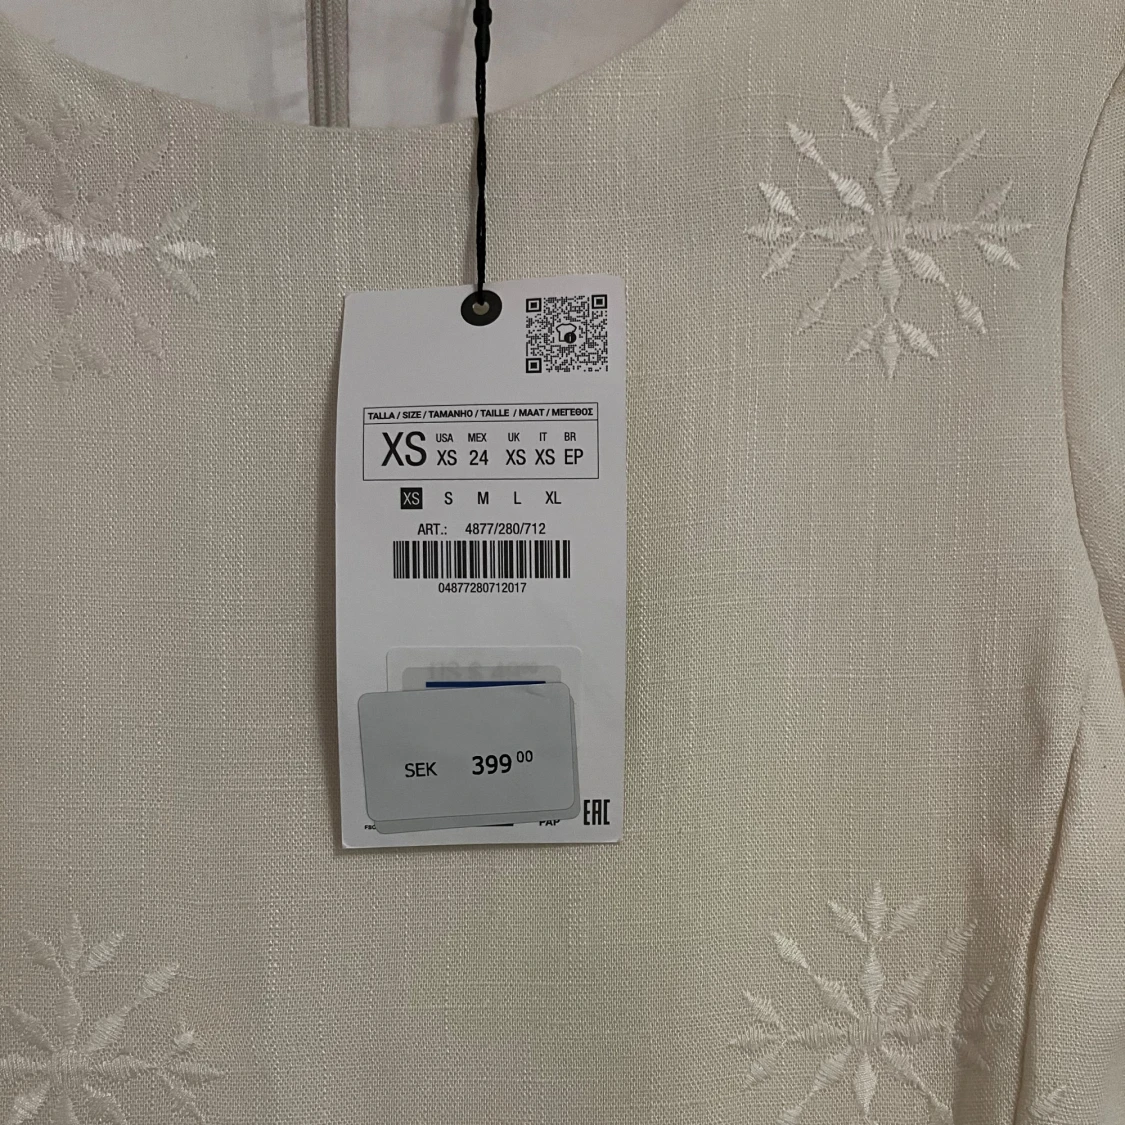 TALLA / SIZE / TAMANHO / TAILLE / MAAT / ΜΕΓΕΘΟΣ
XS USA XS MEX 24 UK XS IT XS BR EP
XS S M L XL
ART.: 4877/280/712
04877280712017
SEK 399 00
PAP
EAC